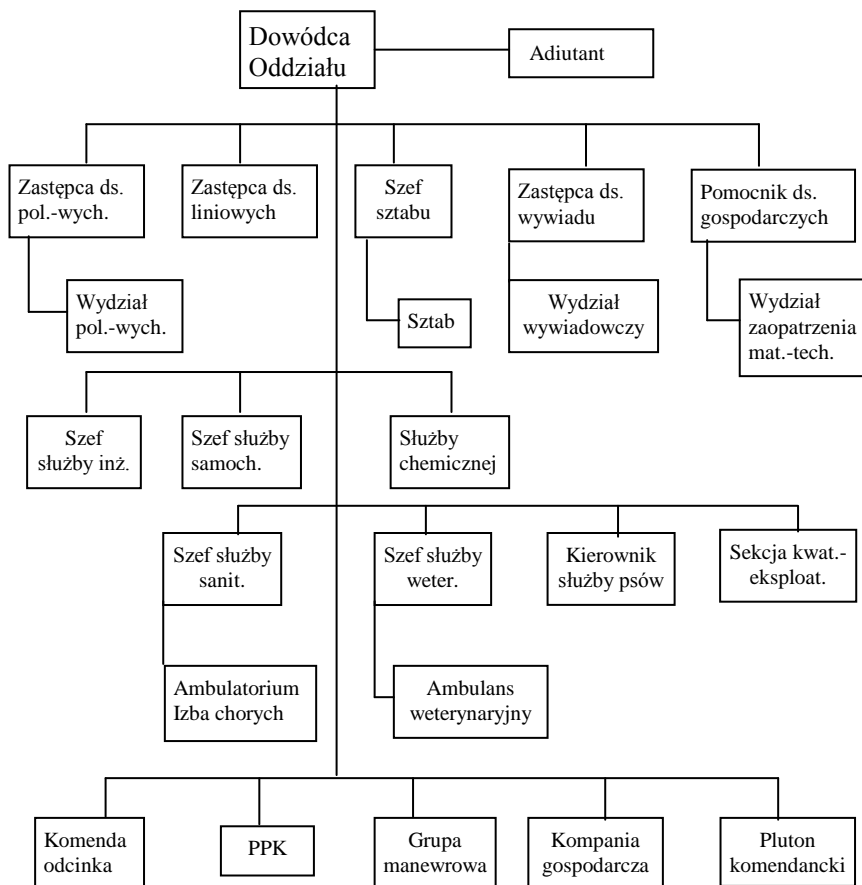 Dowódca
Oddziału
Adiutant
Zastępca ds.
pol.-wych.
Zastępca ds.
liniowych
Szef
sztabu
Zastępca ds.
wywiadu
Pomocnik ds.
gospodarczych
Wydział
pol.-wych.
Sztab
Wydział
wywiadowczy
Wydział
zaopatrzenia
mat.-tech.
Szef
służby inż.
Szef służby
samoch.
Służby
chemicznej
Szef służby
sanit.
Szef służby
weter.
Kierownik
służby psów
Sekcja kwat.-
eksploat.
Ambulatorium
Izba chorych
Ambulans
weterynaryjny
Komenda
odcinka
PPK
Grupa
manewrowa
Kompania
gospodarcza
Pluton
komendancki